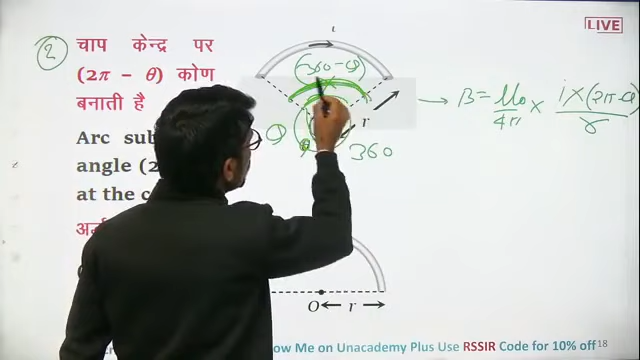 LIVE
2
चाप केन्द्र पर
(2π − θ) कोण
बनाता है
Arc sub
angle (2
at the c
i
(360-θ)
r
θ
θ
360
B = μ₀/4π × i×(2π-θ)/r
O
r
ow Me on Unacademy Plus Use RSSIR Code for 10% off
18